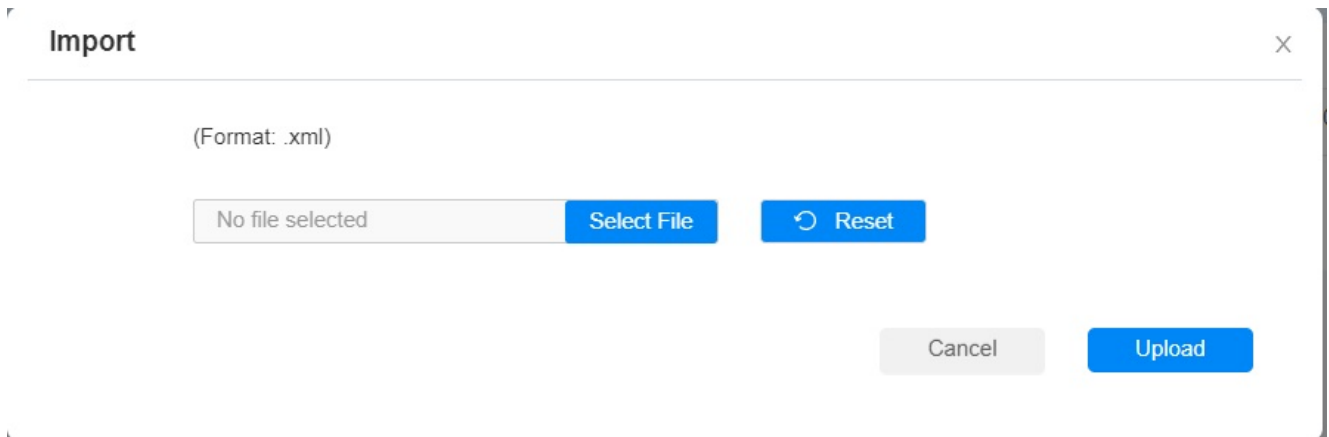 Import
(Format: .xml)
No file selected
Select File
Reset
Cancel
Upload